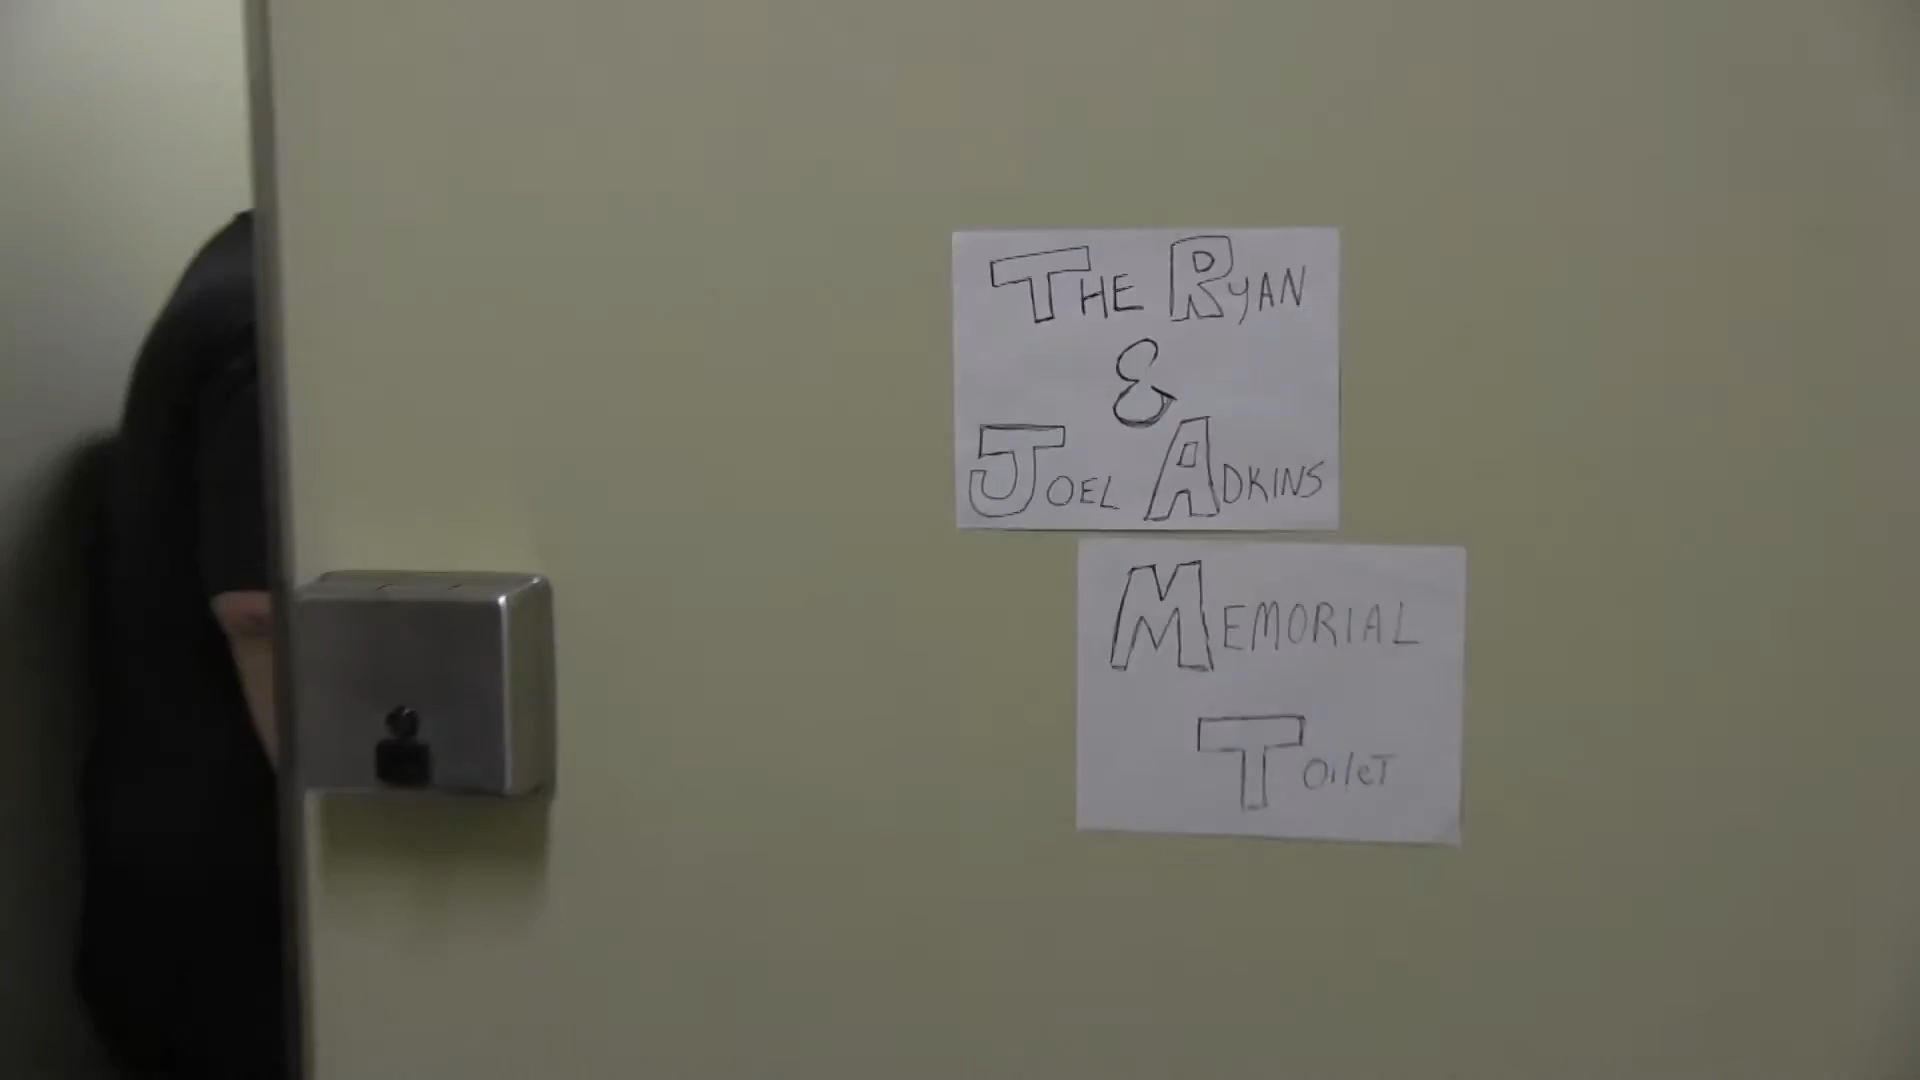 THE RYAN
&
JOEL ADKINS
MEMORIAL
TOileT